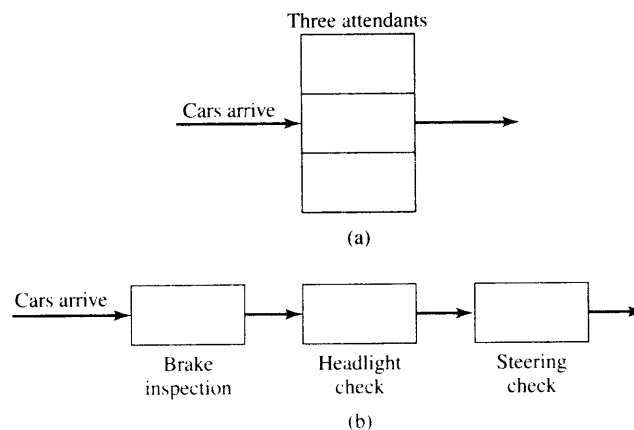 Three attendants
Cars arrive
(a)
Cars arrive
Brake
inspection
Headlight
check
Steering
check
(b)